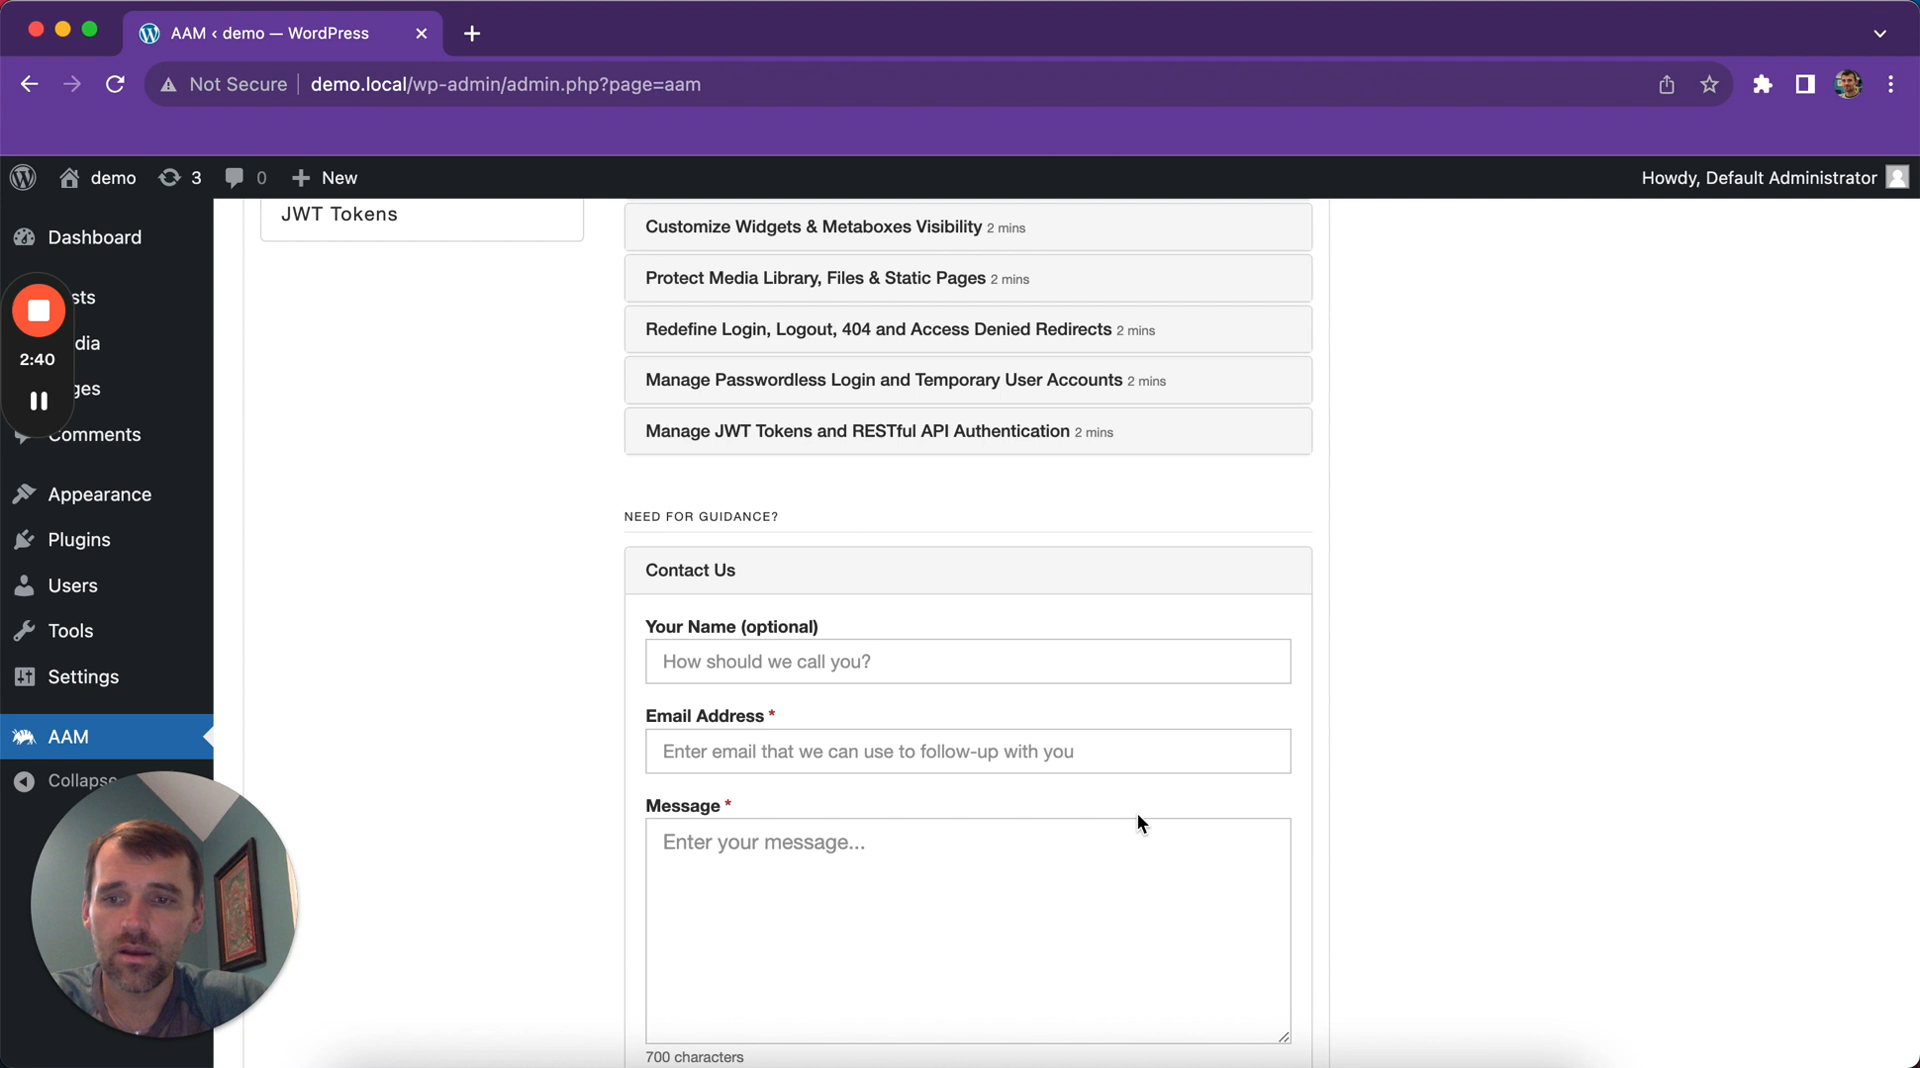 AAM ‹ demo — WordPress
Not Secure
demo.local/wp-admin/admin.php?page=aam
demo
3
0
New
Howdy, Default Administrator
Dashboard
sts
dia
ges
Comments
Appearance
Plugins
Users
Tools
Settings
AAM
Collapse
2:40
JWT Tokens
Customize Widgets & Metaboxes Visibility 2 mins
Protect Media Library, Files & Static Pages 2 mins
Redefine Login, Logout, 404 and Access Denied Redirects 2 mins
Manage Passwordless Login and Temporary User Accounts 2 mins
Manage JWT Tokens and RESTful API Authentication 2 mins
NEED FOR GUIDANCE?
Contact Us
Your Name (optional)
How should we call you?
Email Address *
Enter email that we can use to follow-up with you
Message *
Enter your message...
700 characters